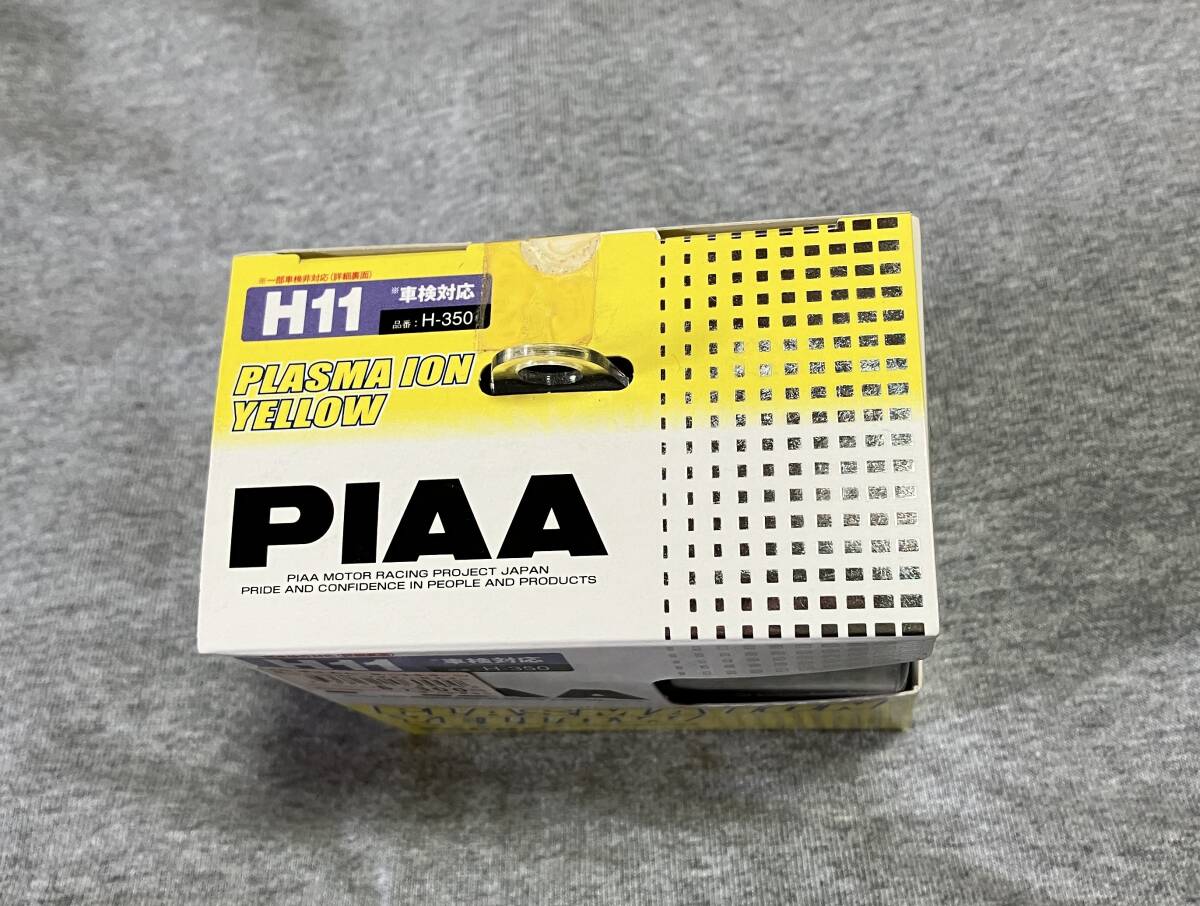 ※一部車検非対応(詳細裏面)
H11 ※車検対応
品番：H-350
PLASMA ION
YELLOW
PIAA
PIAA MOTOR RACING PROJECT JAPAN
PRIDE AND CONFIDENCE IN PEOPLE AND PRODUCTS
H11 車検対応
H-350